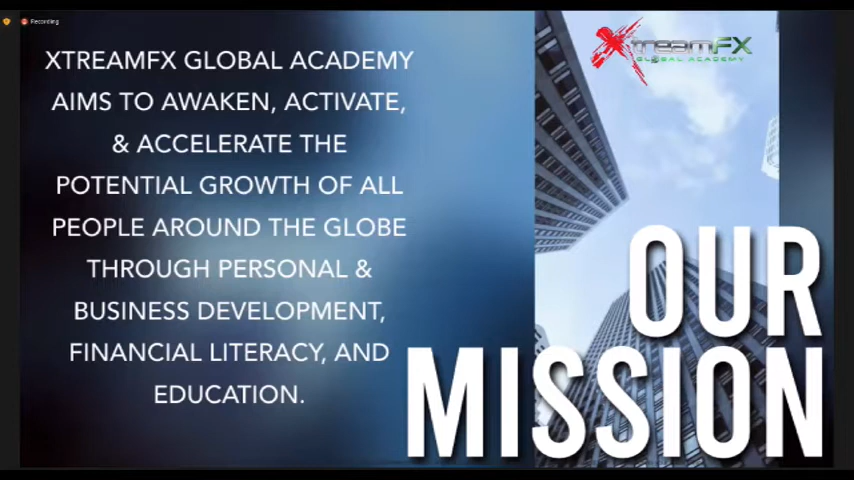 Recording
XTREAMFX GLOBAL ACADEMY
AIMS TO AWAKEN, ACTIVATE,
& ACCELERATE THE
POTENTIAL GROWTH OF ALL
PEOPLE AROUND THE GLOBE
THROUGH PERSONAL &
BUSINESS DEVELOPMENT,
FINANCIAL LITERACY, AND
EDUCATION.
XtreamFX
GLOBAL ACADEMY
OUR
MISSION